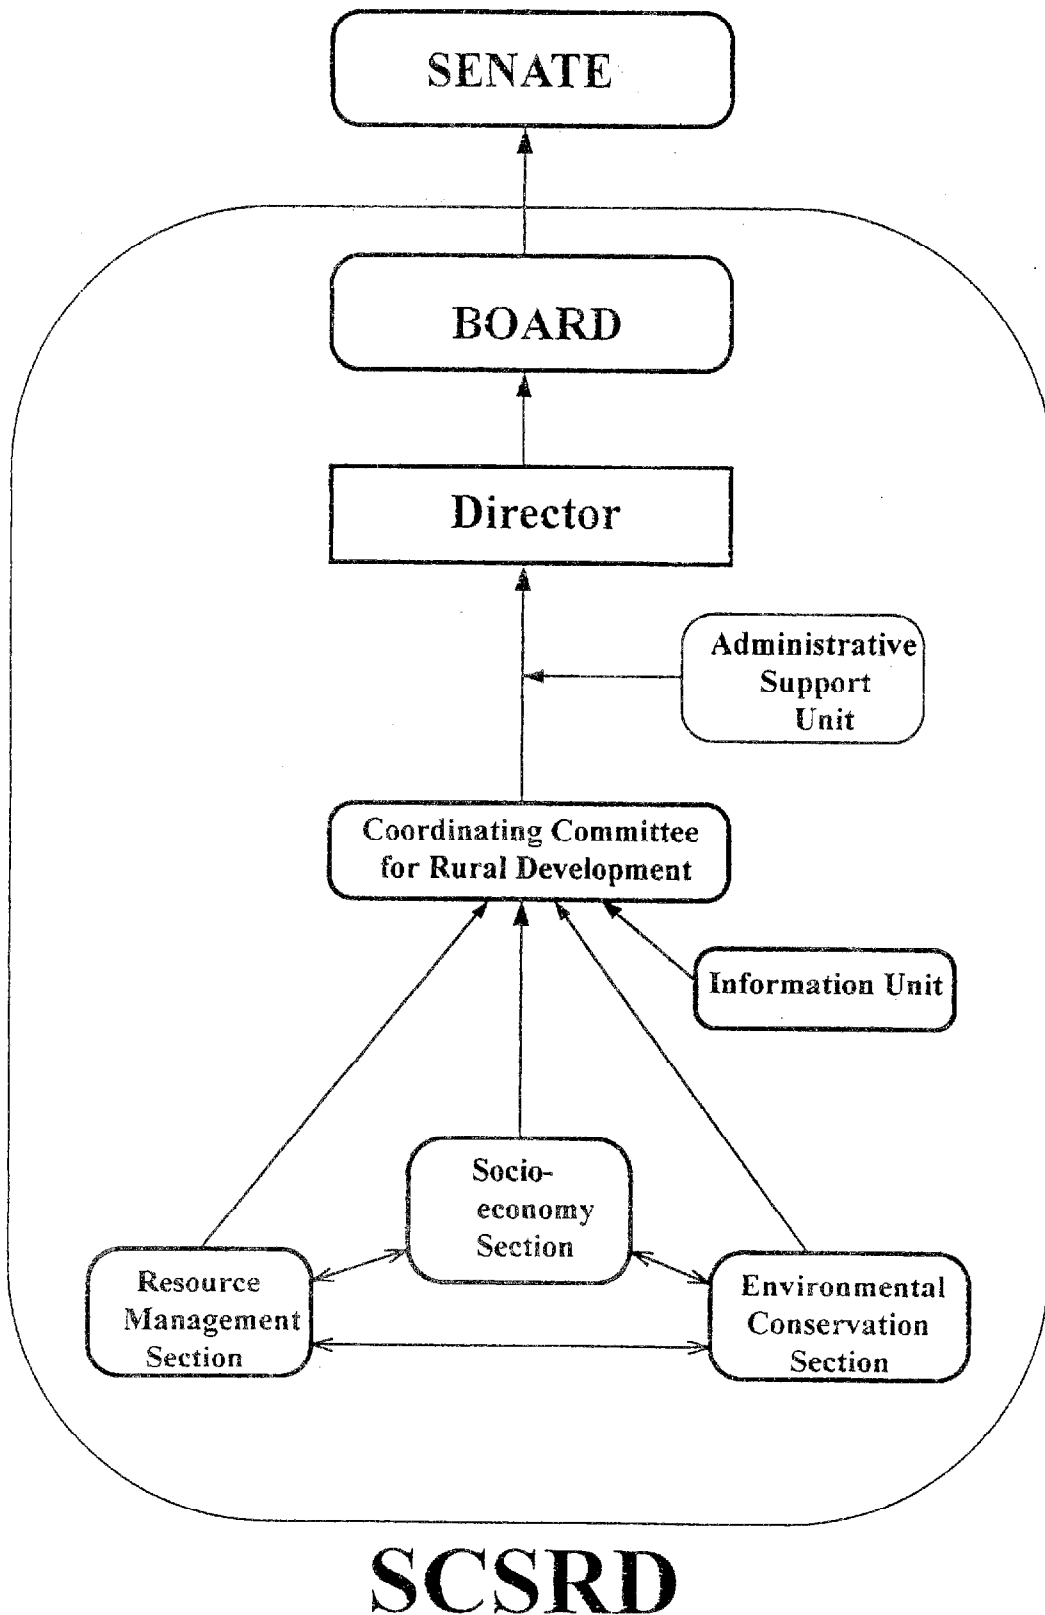 SENATE
BOARD
Director
Administrative
Support
Unit
Coordinating Committee
for Rural Development
Information Unit
Socio-
economy
Section
Resource
Management
Section
Environmental
Conservation
Section
SCSRD